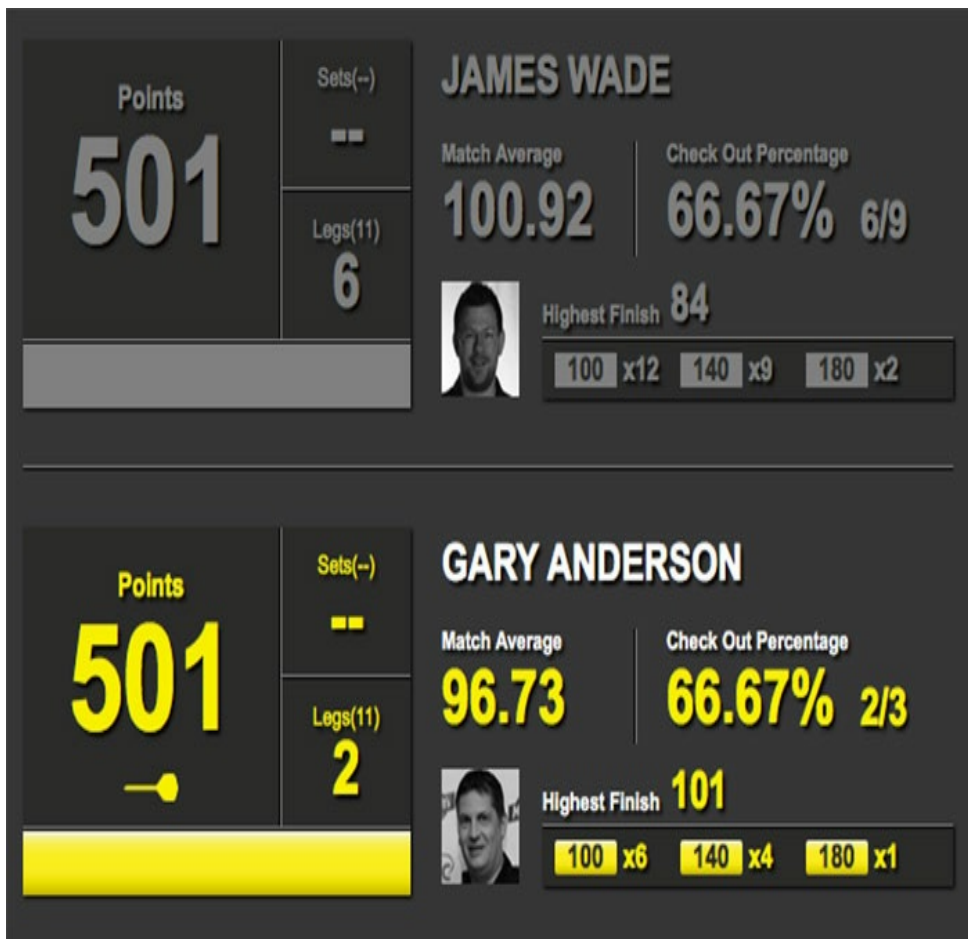 JAMES WADE
Points
501
Sets(--)
--
Legs(11)
6
Match Average
100.92
Check Out Percentage
66.67% 6/9
Highest Finish 84
100 x12 140 x9 180 x2
GARY ANDERSON
Points
501
Sets(--)
--
Legs(11)
2
Match Average
96.73
Check Out Percentage
66.67% 2/3
Highest Finish 101
100 x6 140 x4 180 x1